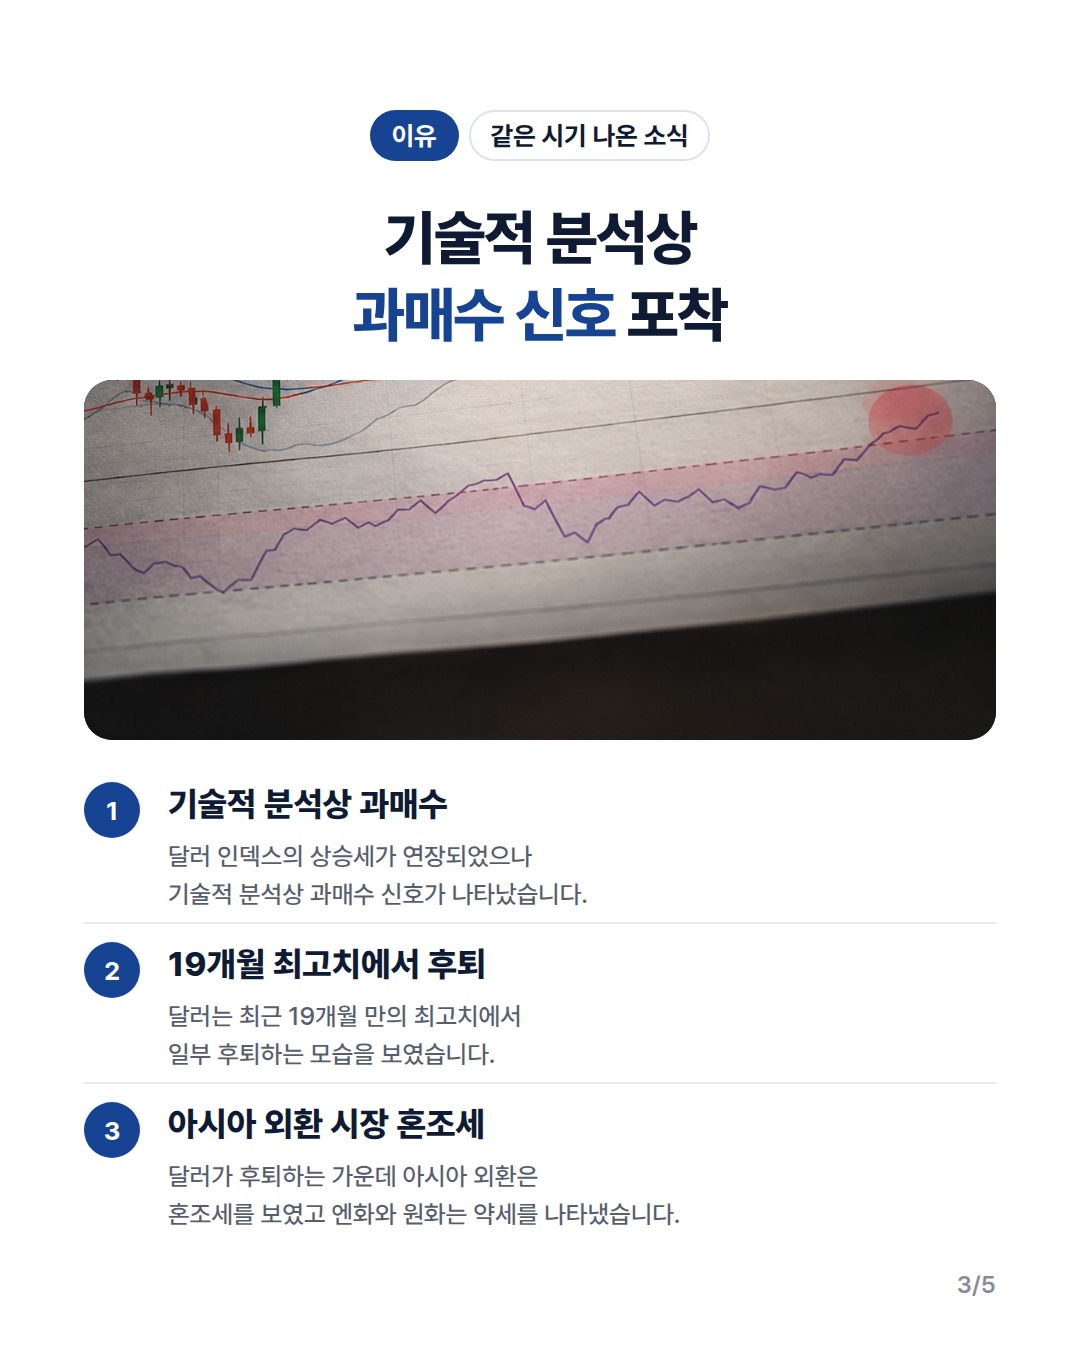 이유
같은 시기 나온 소식
기술적 분석상
과매수 신호 포착
1
기술적 분석상 과매수
달러 인덱스의 상승세가 연장되었으나
기술적 분석상 과매수 신호가 나타났습니다.
2
19개월 최고치에서 후퇴
달러는 최근 19개월 만의 최고치에서
일부 후퇴하는 모습을 보였습니다.
3
아시아 외환 시장 혼조세
달러가 후퇴하는 가운데 아시아 외환은
혼조세를 보였고 엔화와 원화는 약세를 나타냈습니다.
3/5